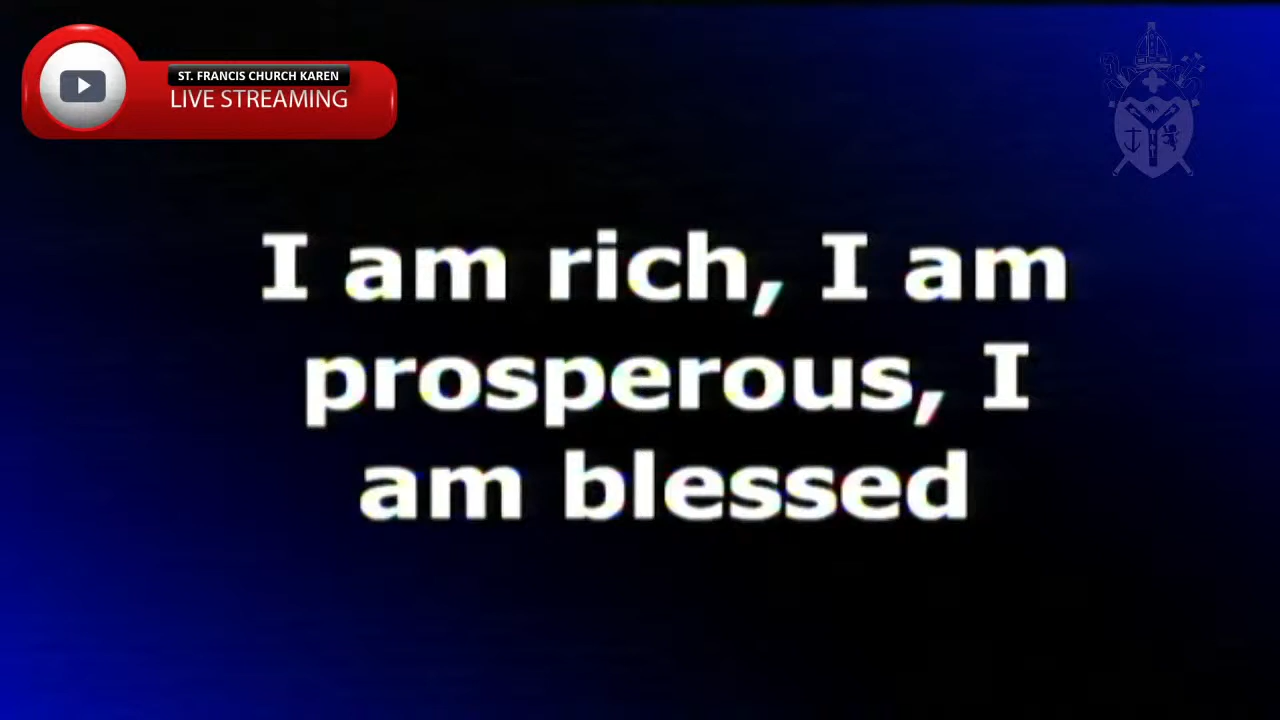 ST. FRANCIS CHURCH KAREN
LIVE STREAMING
I am rich, I am
prosperous, I
am blessed